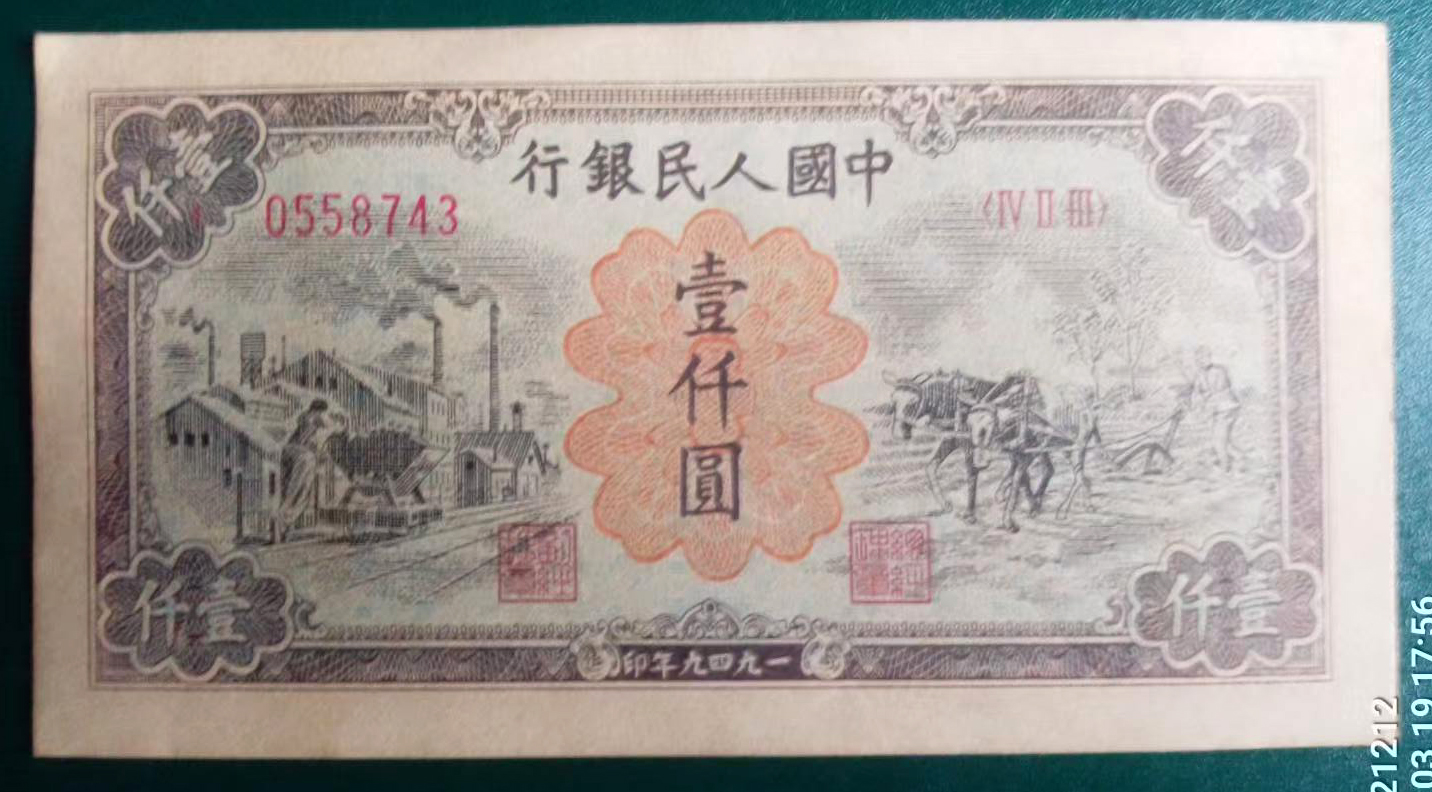 壹仟
中國人民銀行
0558743
〈IV II III〉
壹
仟
圓
壹仟
壹仟
一九四九年印
21212
03.19 17:56